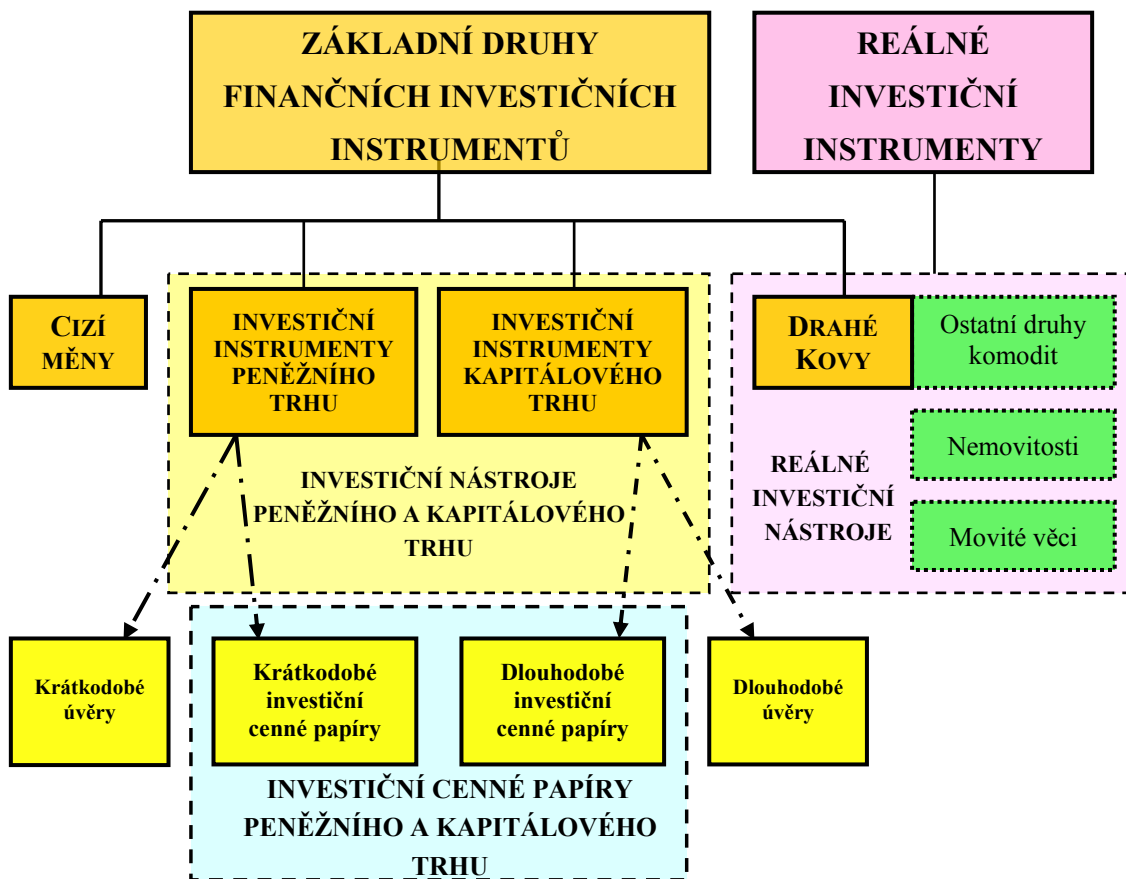 ZÁKLADNÍ DRUHY
FINANČNÍCH INVESTIČNÍCH
INSTRUMENTŮ
REÁLNÉ
INVESTIČNÍ
INSTRUMENTY
CIZÍ
MĚNY
INVESTIČNÍ
INSTRUMENTY
PENĚŽNÍHO
TRHU
INVESTIČNÍ
INSTRUMENTY
KAPITÁLOVÉHO
TRHU
DRAHÉ
KOVY
Ostatní druhy
komodit
Nemovitosti
Movité věci
REÁLNÉ
INVESTIČNÍ
NÁSTROJE
INVESTIČNÍ NÁSTROJE
PENĚŽNÍHO A KAPITÁLOVÉHO
TRHU
Krátkodobé
úvěry
Krátkodobé
investiční
cenné papíry
Dlouhodobé
investiční
cenné papíry
Dlouhodobé
úvěry
INVESTIČNÍ CENNÉ PAPÍRY
PENĚŽNÍHO A KAPITÁLOVÉHO
TRHU